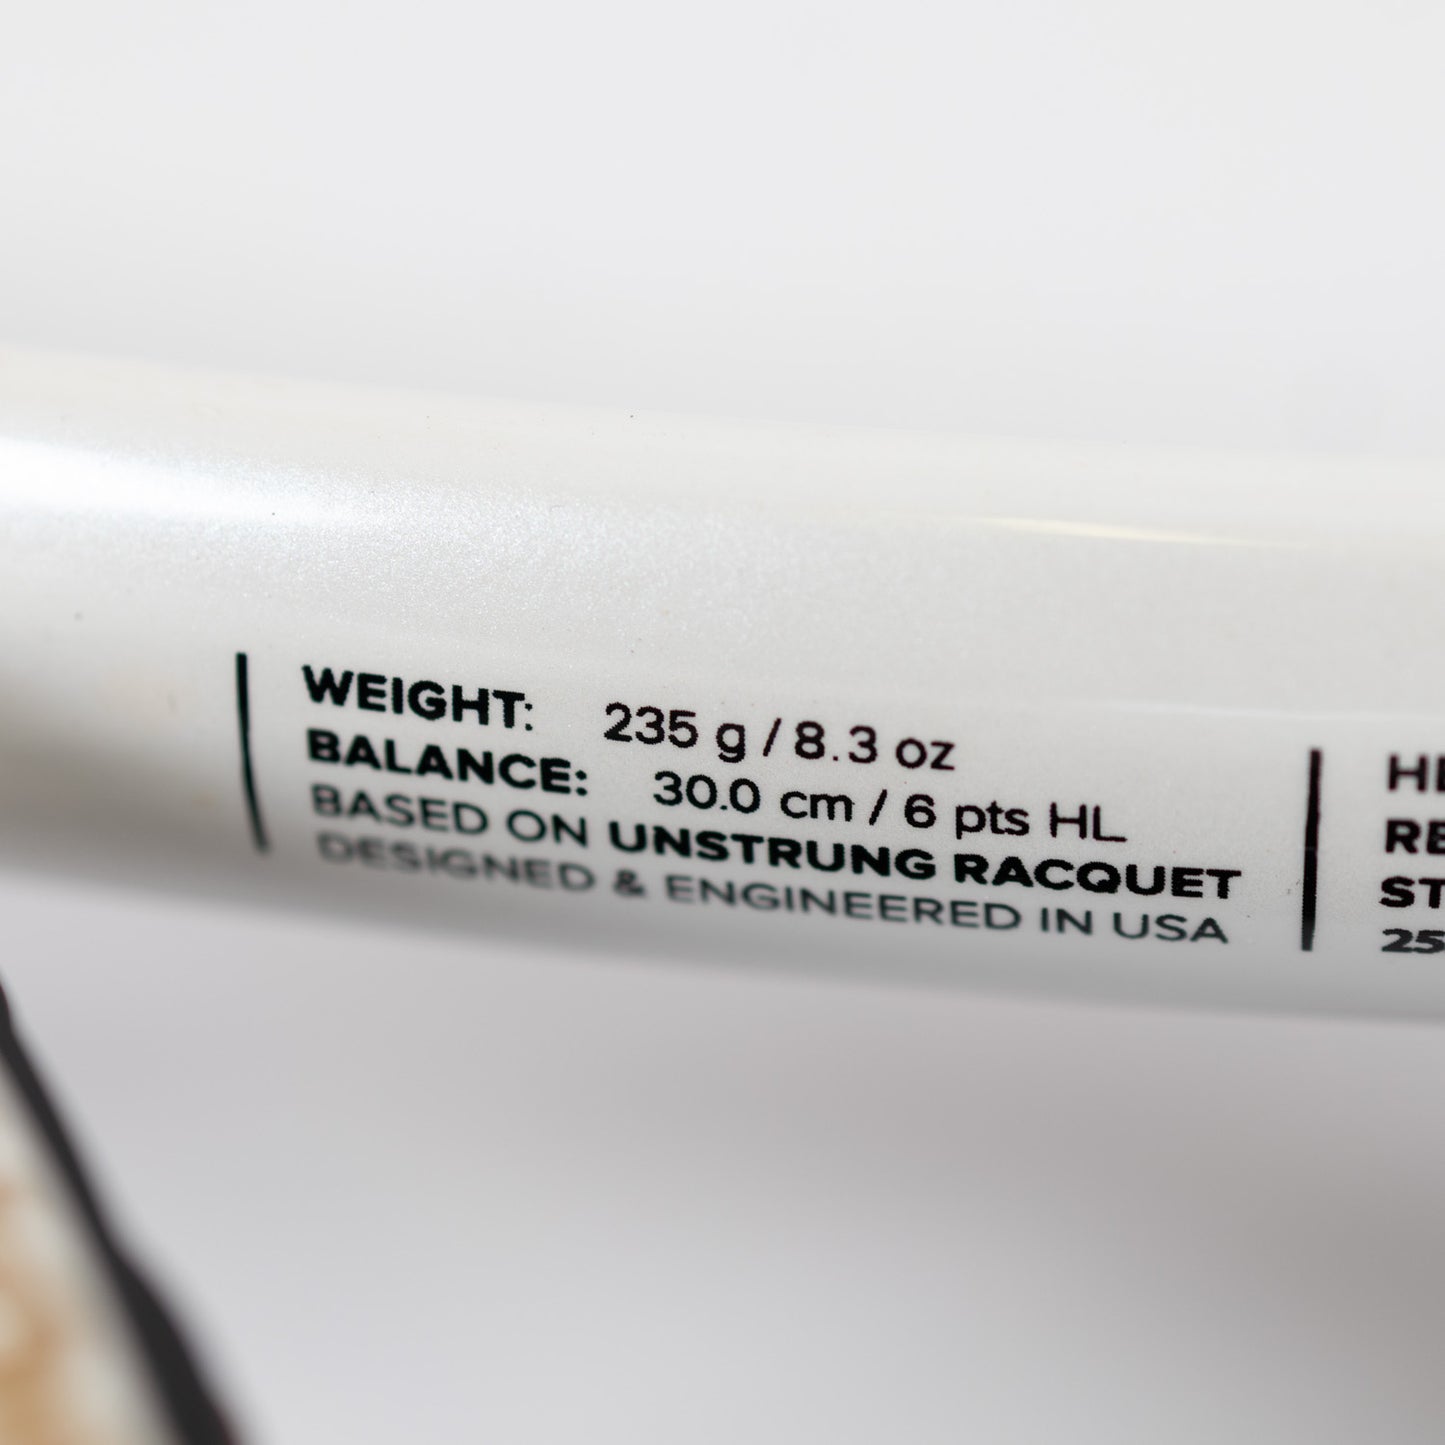 WEIGHT: 235 g / 8.3 oz
BALANCE: 30.0 cm / 6 pts HL
BASED ON UNSTRUNG RACQUET
DESIGNED & ENGINEERED IN USA